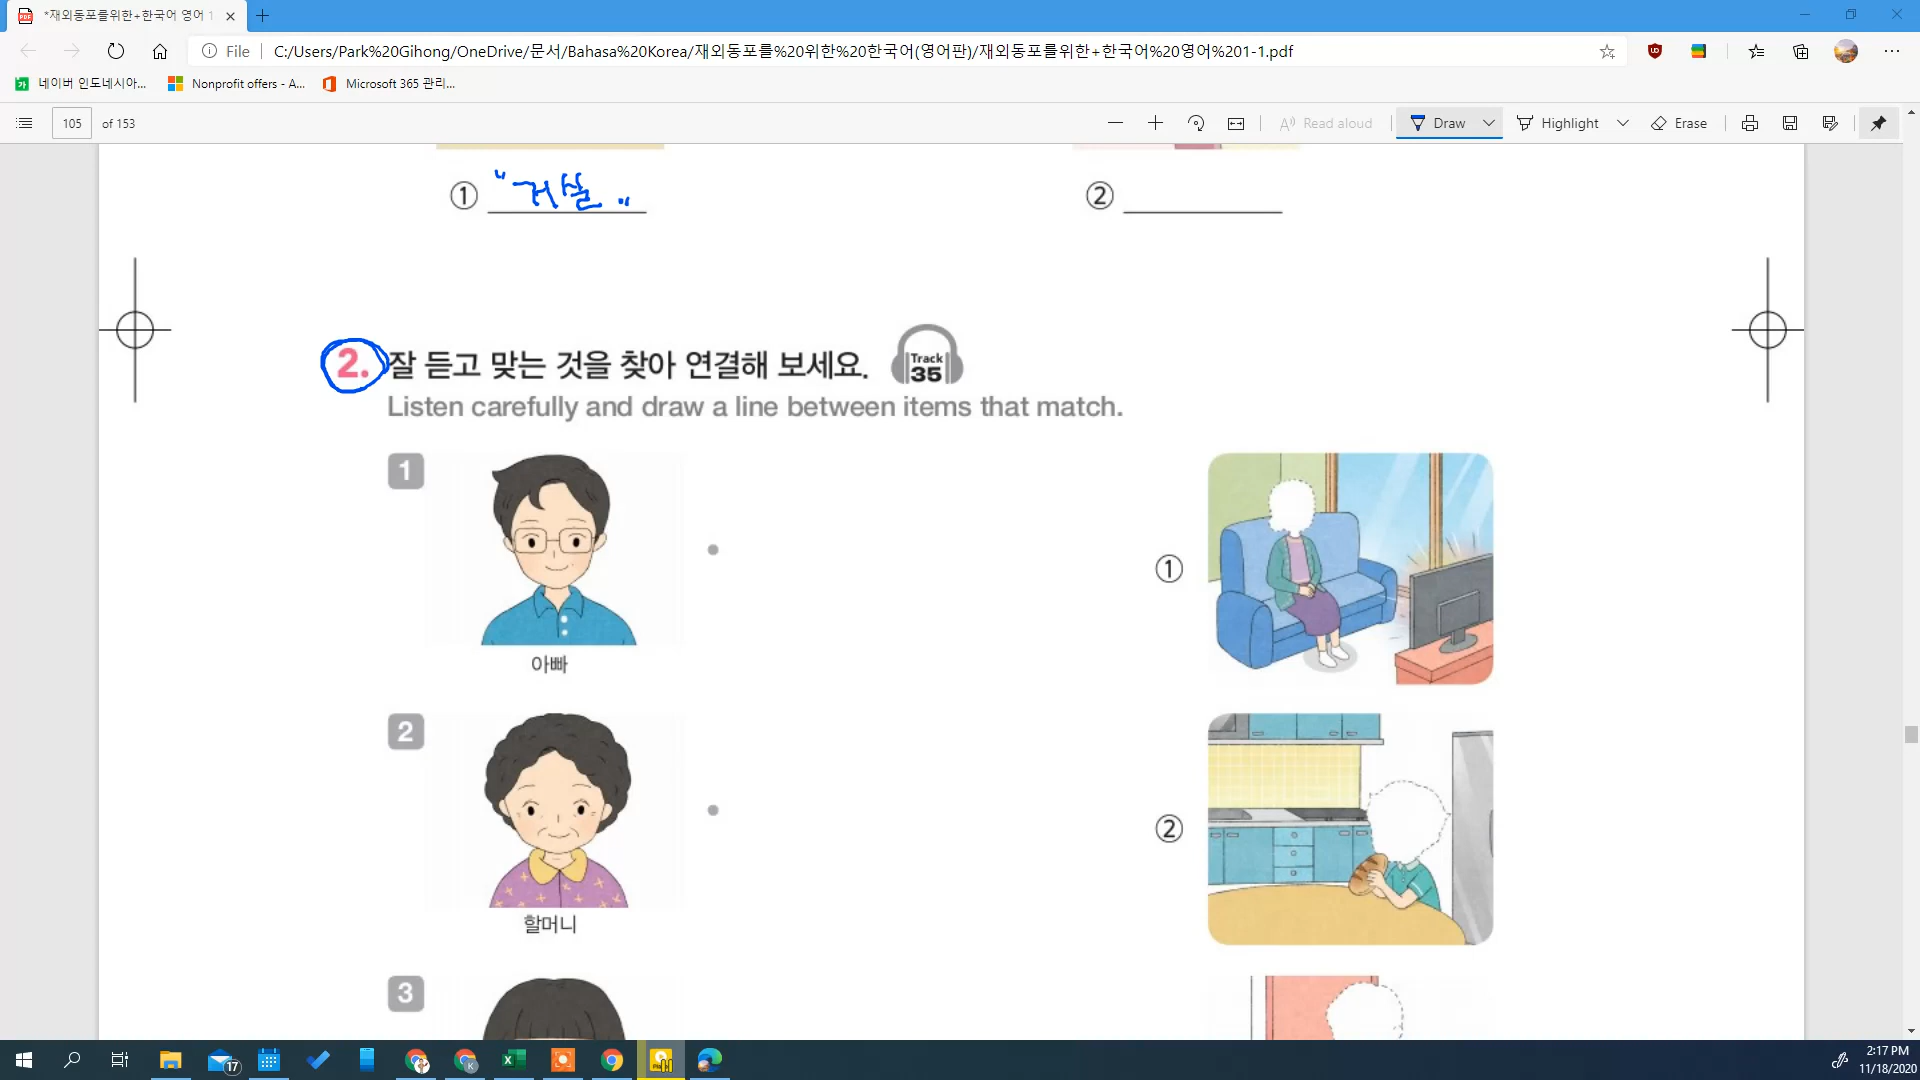 *재외동포를위한+한국어 영어 1
File
C:/Users/Park%20Gihong/OneDrive/문서/Bahasa%20Korea/재외동포를%20위한%20한국어(영어판)/재외동포를위한+한국어%20영어%201-1.pdf
네이버 인도네시아... Nonprofit offers - A... Microsoft 365 관리...
105 of 153 Read aloud Draw Highlight Erase
① "거실" ②
2. 잘 듣고 맞는 것을 찾아 연결해 보세요. Track 35
Listen carefully and draw a line between items that match.
1
①
아빠
2
②
할머니
3
17
2:17 PM
11/18/2020